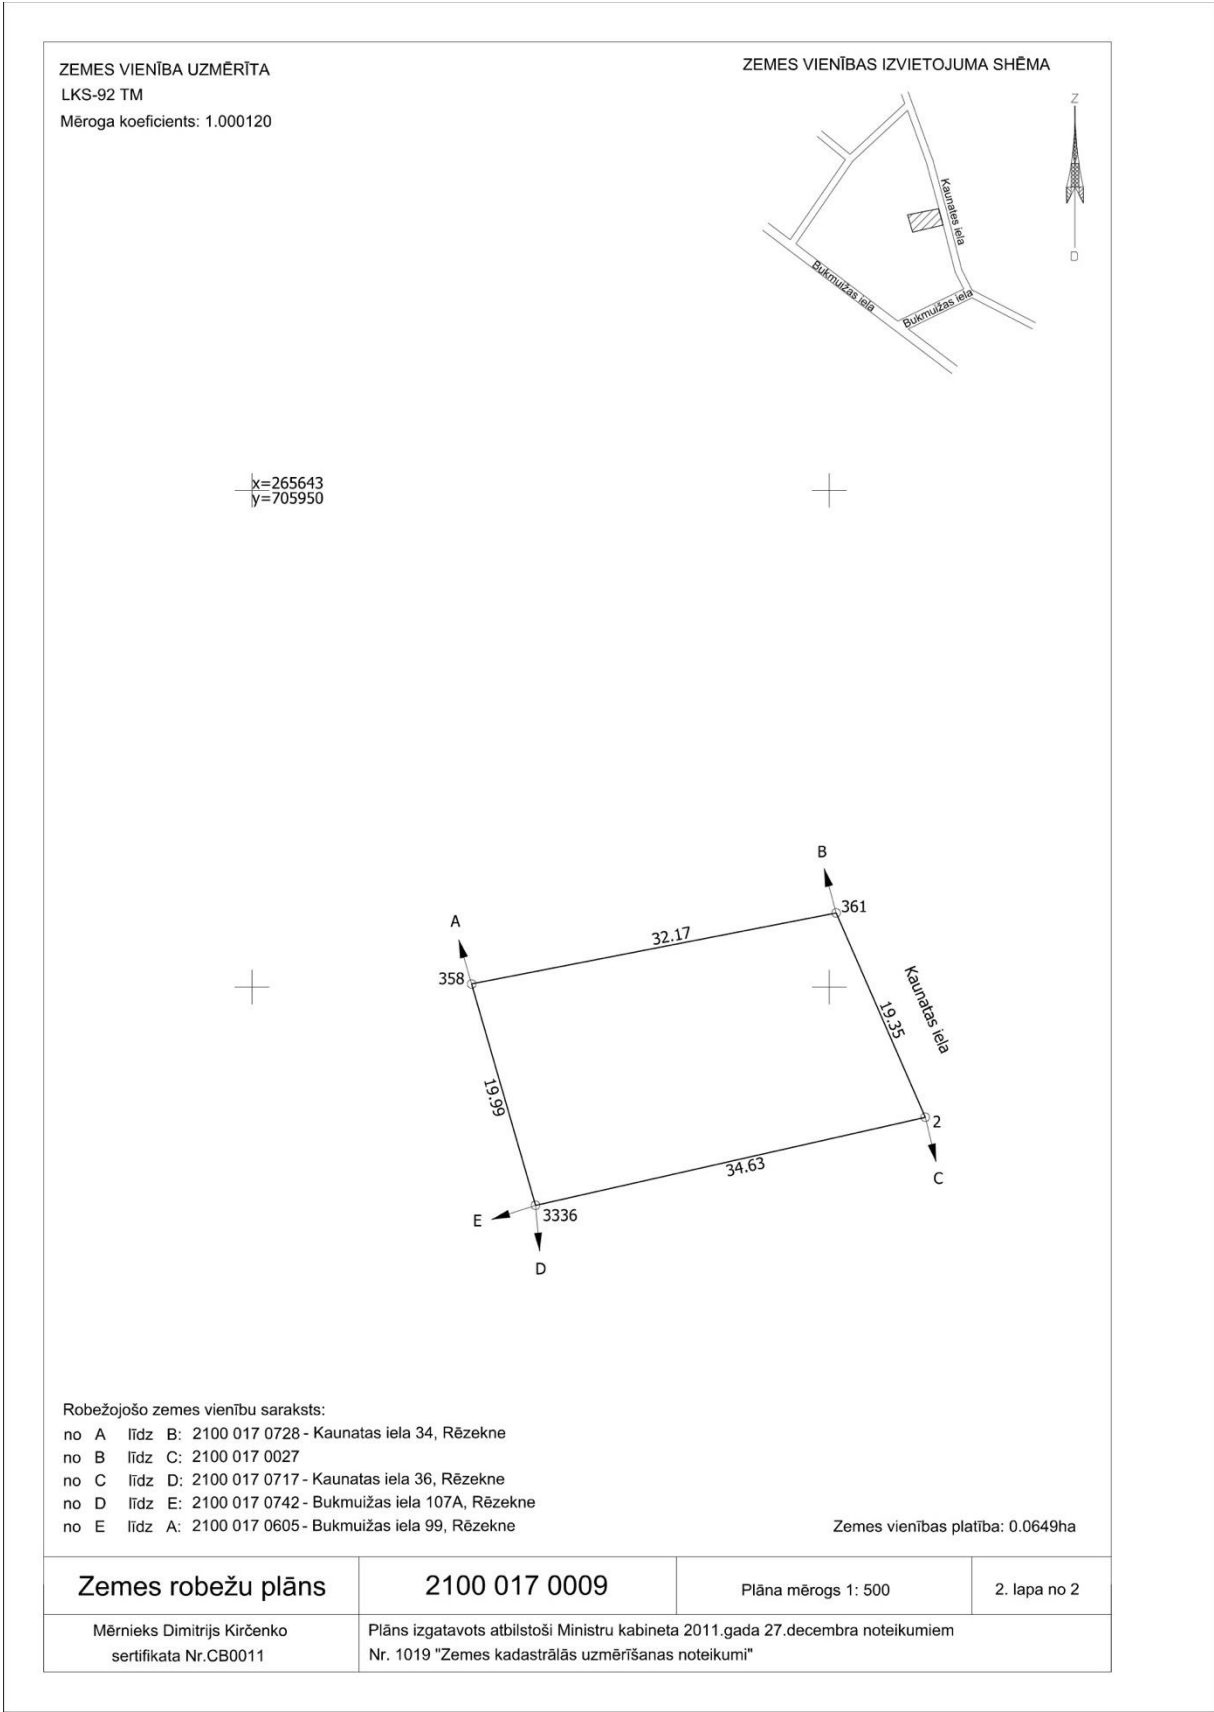 ZEMES VIENĪBA UZMĒRĪTA
LKS-92 TM
Mēroga koeficients: 1.000120
ZEMES VIENĪBAS IZVIETOJUMA SHĒMA
Z
Kaunates iela
D
Bukmuižas iela
Bukmuižas iela
x=265643
y=705950
B
361
A
32.17
358
Kaunatas iela
19.35
19.99
2
34.63
C
E
3336
D
Robežojošo zemes vienību saraksts:
no A līdz B: 2100 017 0728 - Kaunatas iela 34, Rēzekne
no B līdz C: 2100 017 0027
no C līdz D: 2100 017 0717 - Kaunatas iela 36, Rēzekne
no D līdz E: 2100 017 0742 - Bukmuižas iela 107A, Rēzekne
no E līdz A: 2100 017 0605 - Bukmuižas iela 99, Rēzekne
Zemes vienības platība: 0.0649ha
Zemes robežu plāns
2100 017 0009
Plāna mērogs 1: 500
2. lapa no 2
Mērnieks Dimitrijs Kirčenko
sertifikata Nr.CB0011
Plāns izgatavots atbilstoši Ministru kabineta 2011.gada 27.decembra noteikumiem
Nr. 1019 "Zemes kadastrālās uzmērīšanas noteikumi"